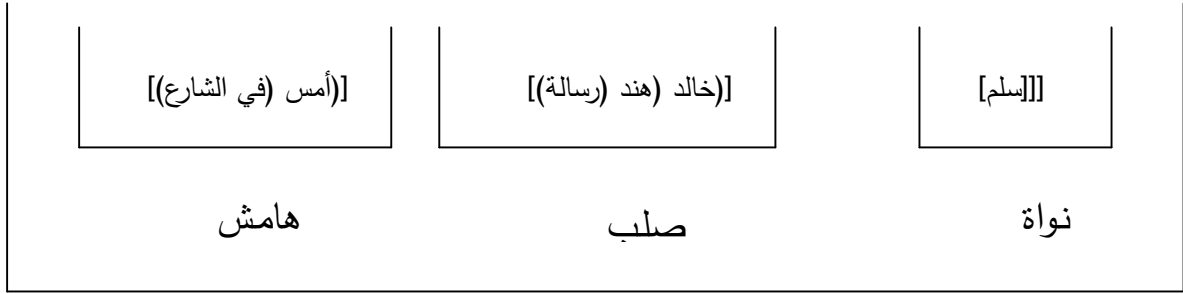 [[[سلم] [(خالد (هند (رسالة)] [(أمس (في الشارع)]
نواة صلب هامش